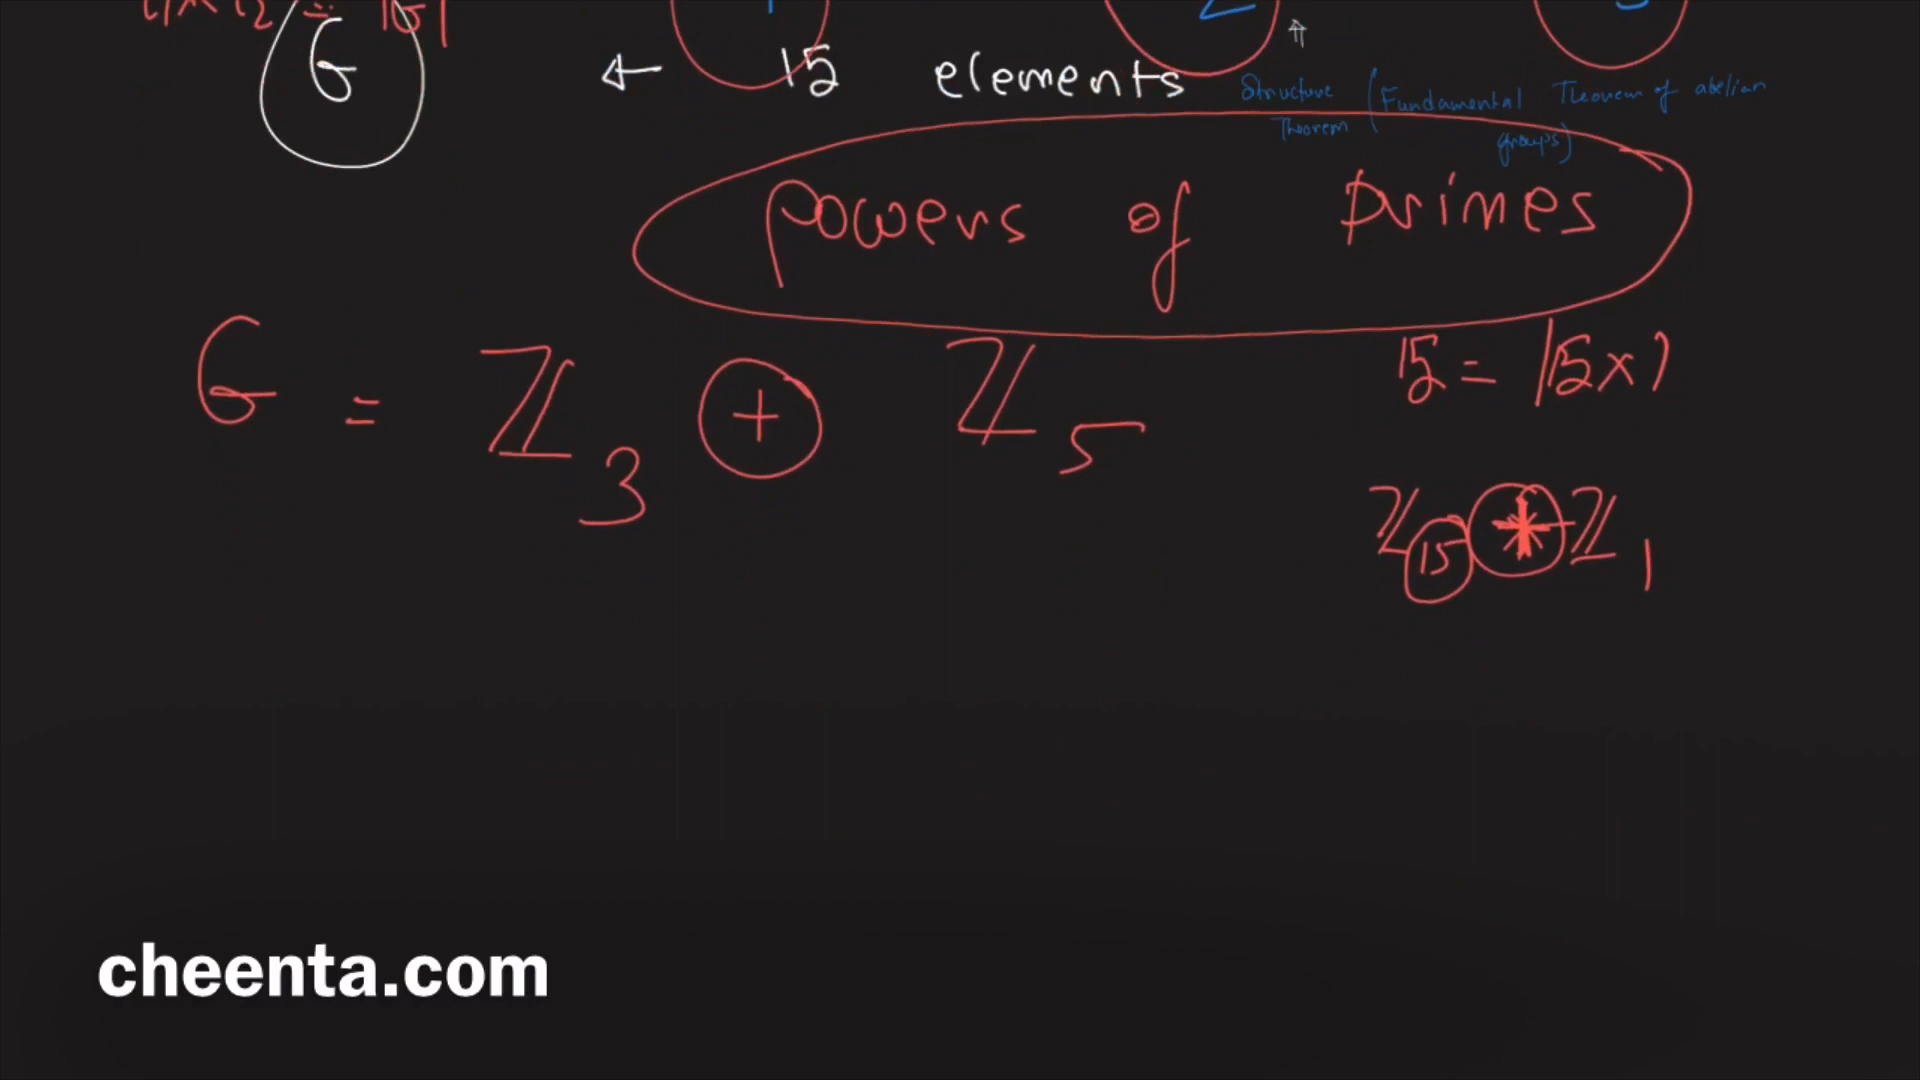 G ← 15 elements
Structure Theorem (Fundamental Theorem of abelian groups)
Powers of primes
G = ℤ₃ ⊕ ℤ₅
15 = 15 × 1
ℤ₁₅ ⊕ ℤ₁
cheenta.com